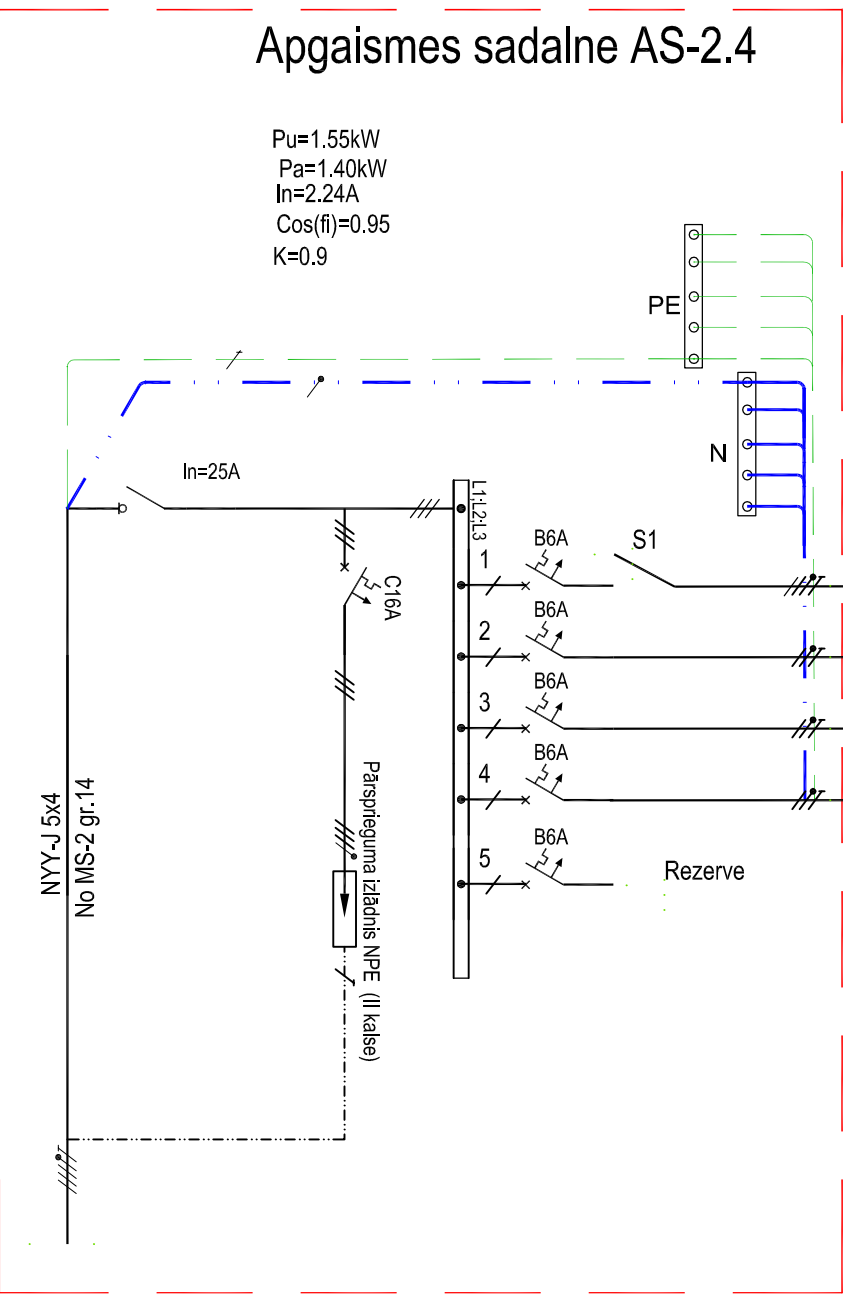 Apgaismes sadalne AS-2.4
Pu=1.55kW
Pa=1.40kW
In=2.24A
Cos(fi)=0.95
K=0.9
PE
N
In=25A
L1;L2;L3
1
B6A
S1
C16A
2
B6A
3
B6A
4
B6A
5
B6A
Rezerve
NYY-J 5x4
No MS-2 gr.14
Pārsprieguma izlādnis NPE (II kalse)